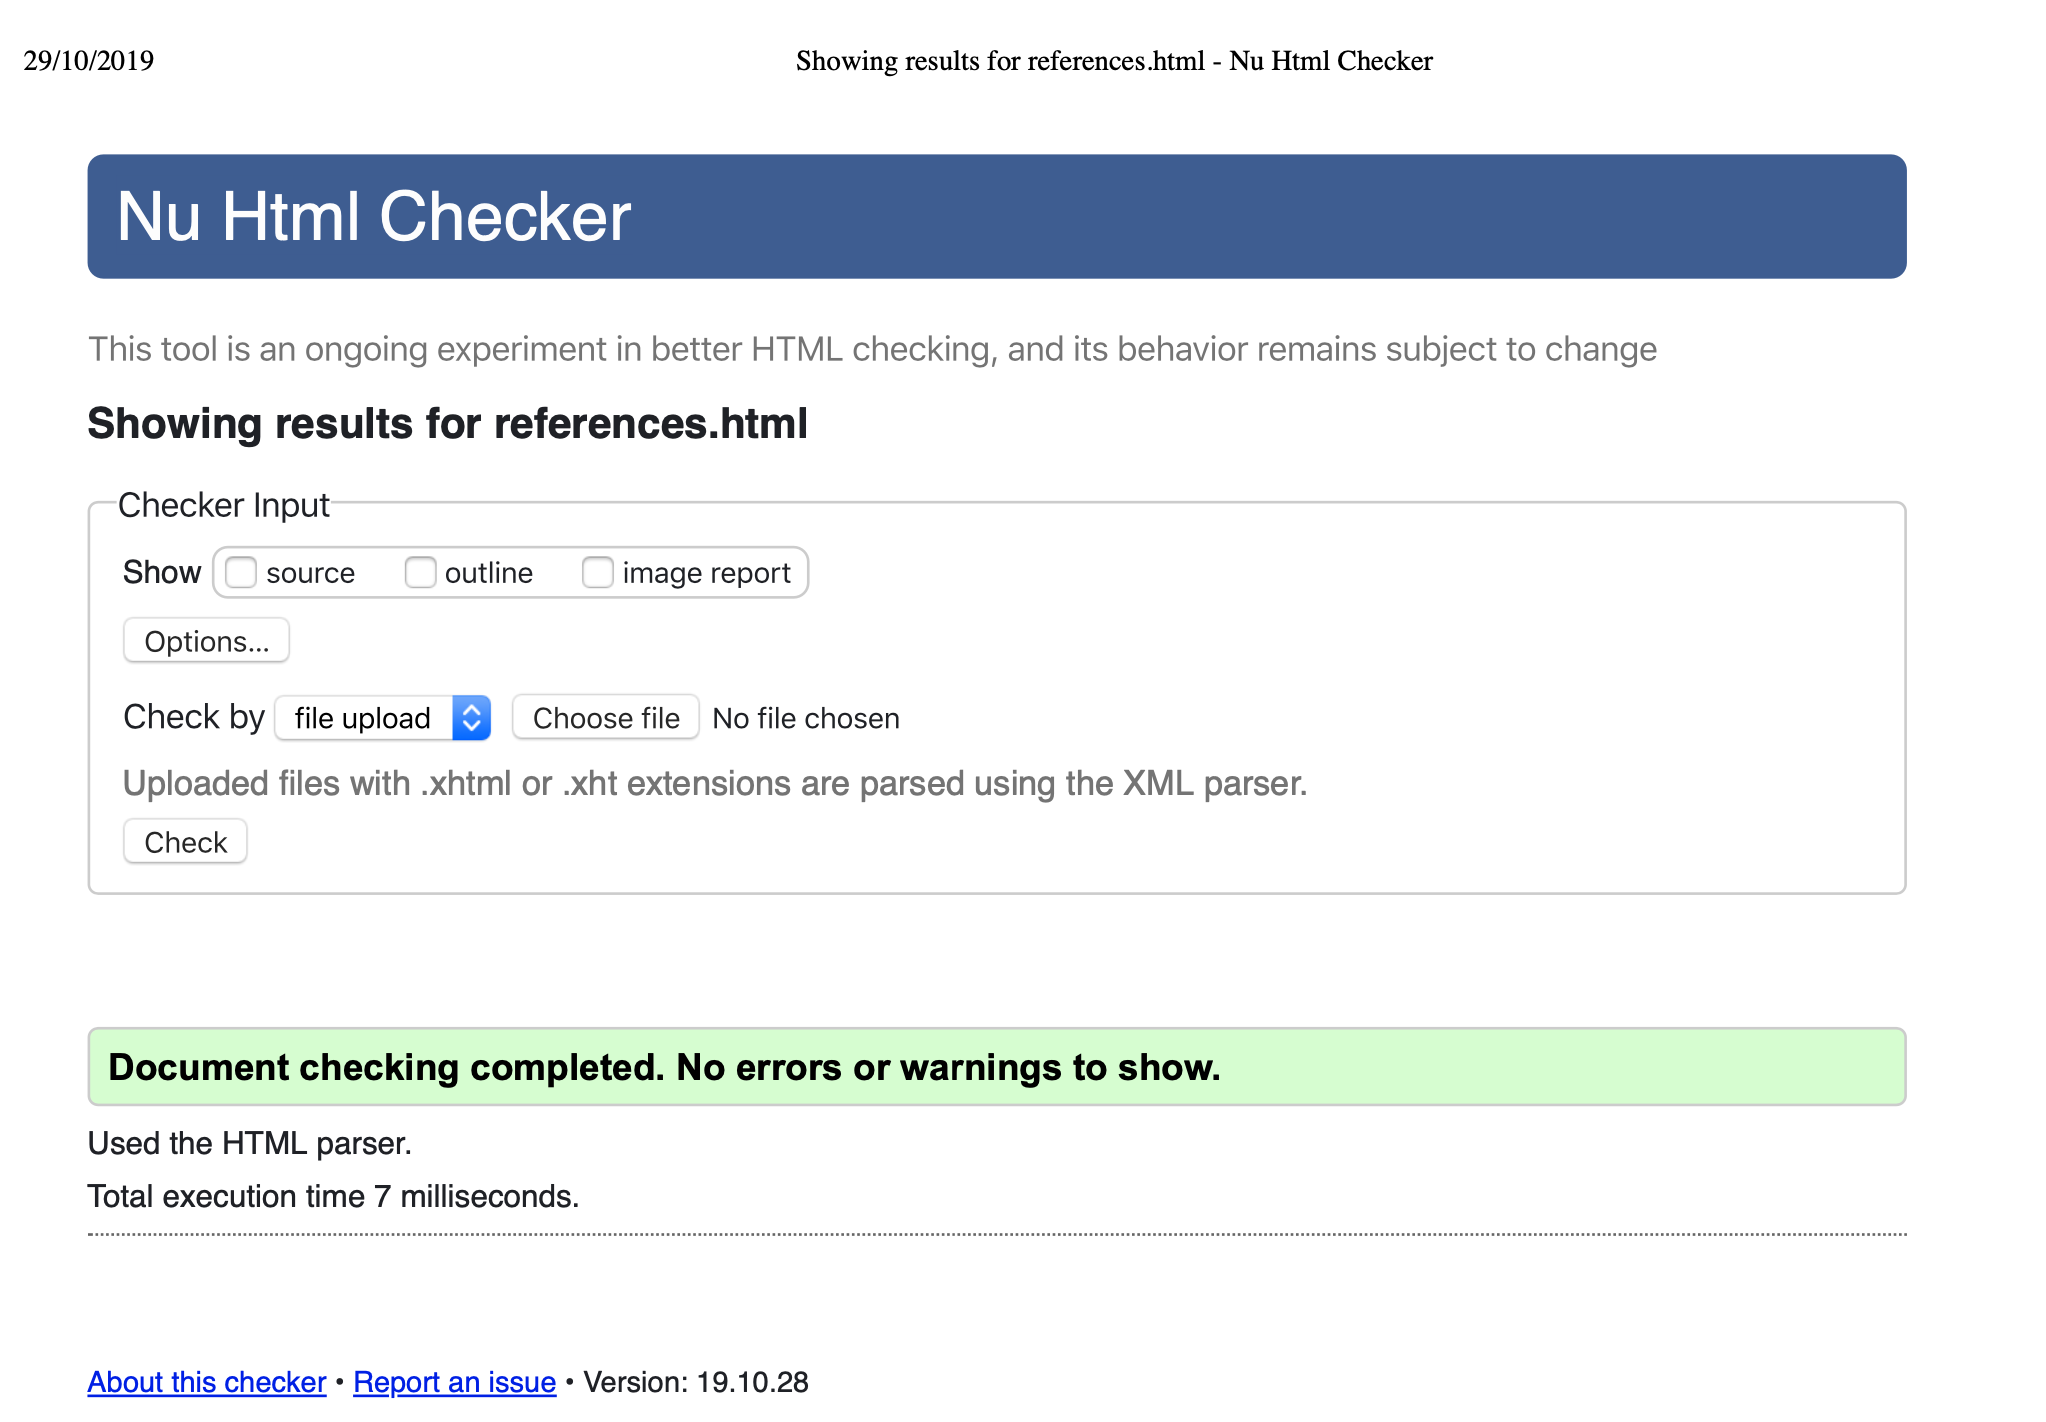 29/10/2019 Showing results for references.html - Nu Html Checker
Nu Html Checker
This tool is an ongoing experiment in better HTML checking, and its behavior remains subject to change
Showing results for references.html
Checker Input
Show source outline image report
Options...
Check by file upload Choose file No file chosen
Uploaded files with .xhtml or .xht extensions are parsed using the XML parser.
Check
Document checking completed. No errors or warnings to show.
Used the HTML parser.
Total execution time 7 milliseconds.
About this checker • Report an issue • Version: 19.10.28